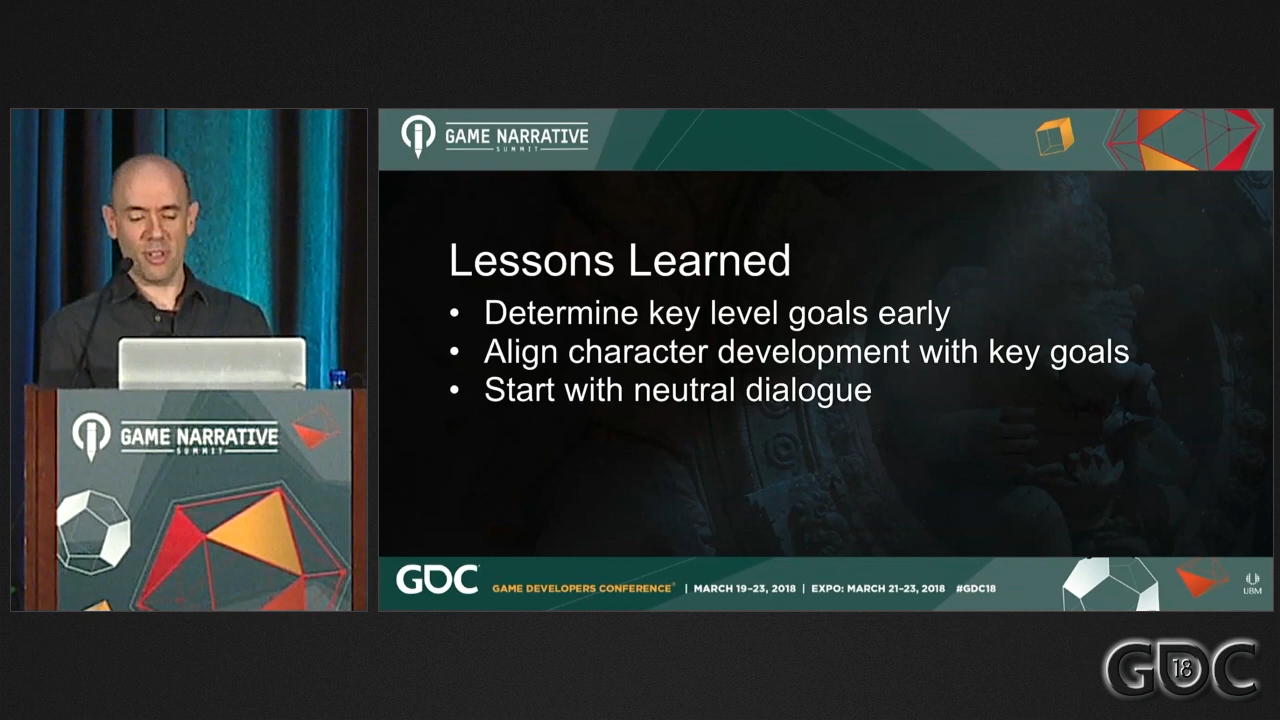 GAME NARRATIVE
SUMMIT
GAME NARRATIVE
SUMMIT
Lessons Learned
• Determine key level goals early
• Align character development with key goals
• Start with neutral dialogue
GDC
GAME DEVELOPERS CONFERENCE® | MARCH 19–23, 2018 | EXPO: MARCH 21–23, 2018 #GDC18
UBM
GDC
18